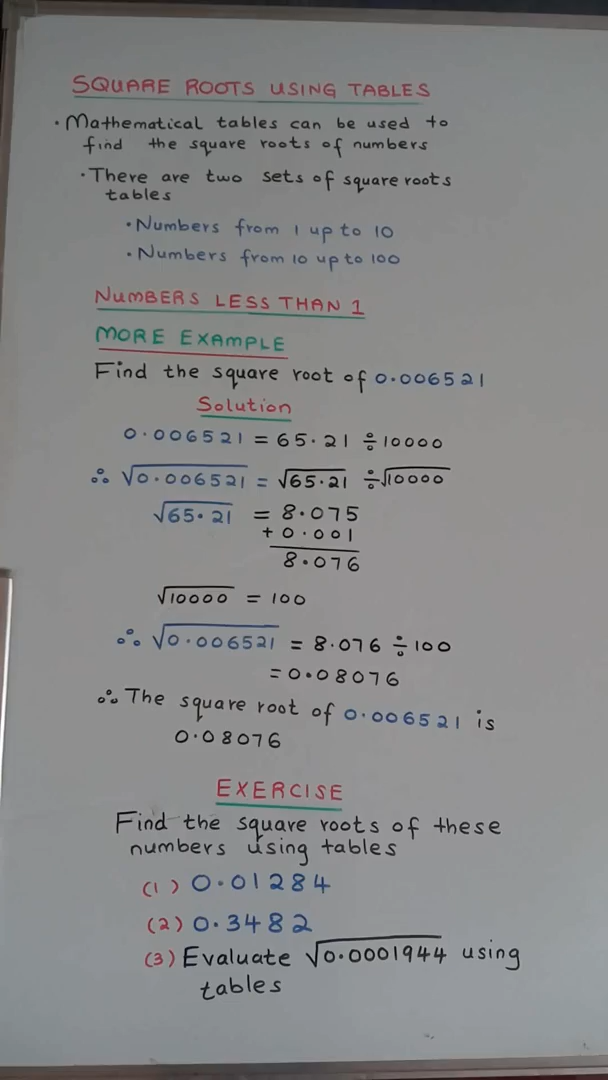 SQUARE ROOTS USING TABLES
• Mathematical tables can be used to
find the square roots of numbers
• There are two sets of square roots
tables
• Numbers from 1 up to 10
• Numbers from 10 up to 100
NUMBERS LESS THAN 1
MORE EXAMPLE
Find the square root of 0.006521
Solution
0.006521 = 65.21 ÷ 10000
∴ √0.006521 = √65.21 ÷ √10000
√65.21 = 8.075
+ 0.001
8.076
√10000 = 100
∴ √0.006521 = 8.076 ÷ 100
= 0.08076
∴ The square root of 0.006521 is
0.08076
EXERCISE
Find the square roots of these
numbers using tables
(1) 0.01284
(2) 0.3482
(3) Evaluate √0.0001944 using
tables